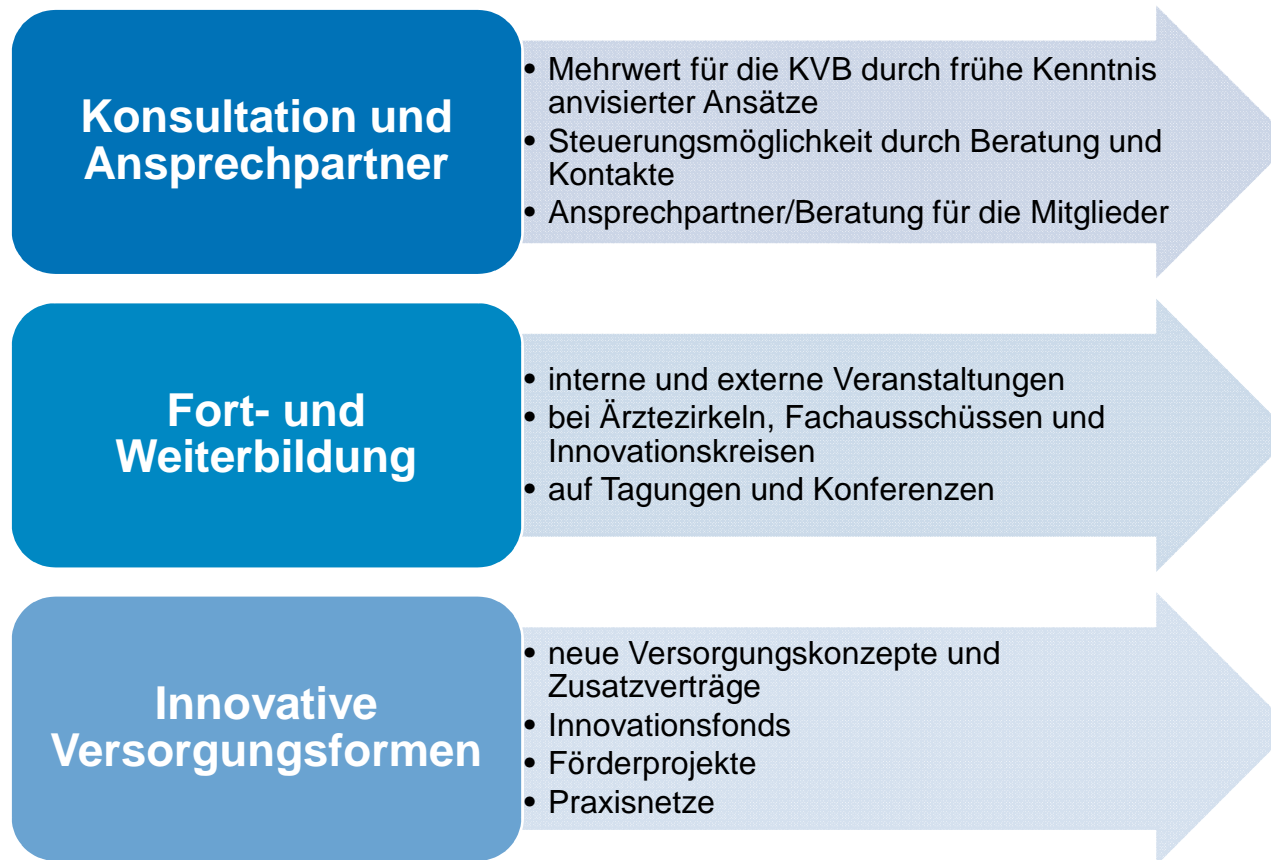 Konsultation und
Ansprechpartner
• Mehrwert für die KVB durch frühe Kenntnis
anvisierter Ansätze
• Steuerungsmöglichkeit durch Beratung und
Kontakte
• Ansprechpartner/Beratung für die Mitglieder
Fort- und
Weiterbildung
• interne und externe Veranstaltungen
• bei Ärztezirkeln, Fachausschüssen und
Innovationskreisen
• auf Tagungen und Konferenzen
Innovative
Versorgungsformen
• neue Versorgungskonzepte und
Zusatzverträge
• Innovationsfonds
• Förderprojekte
• Praxisnetze